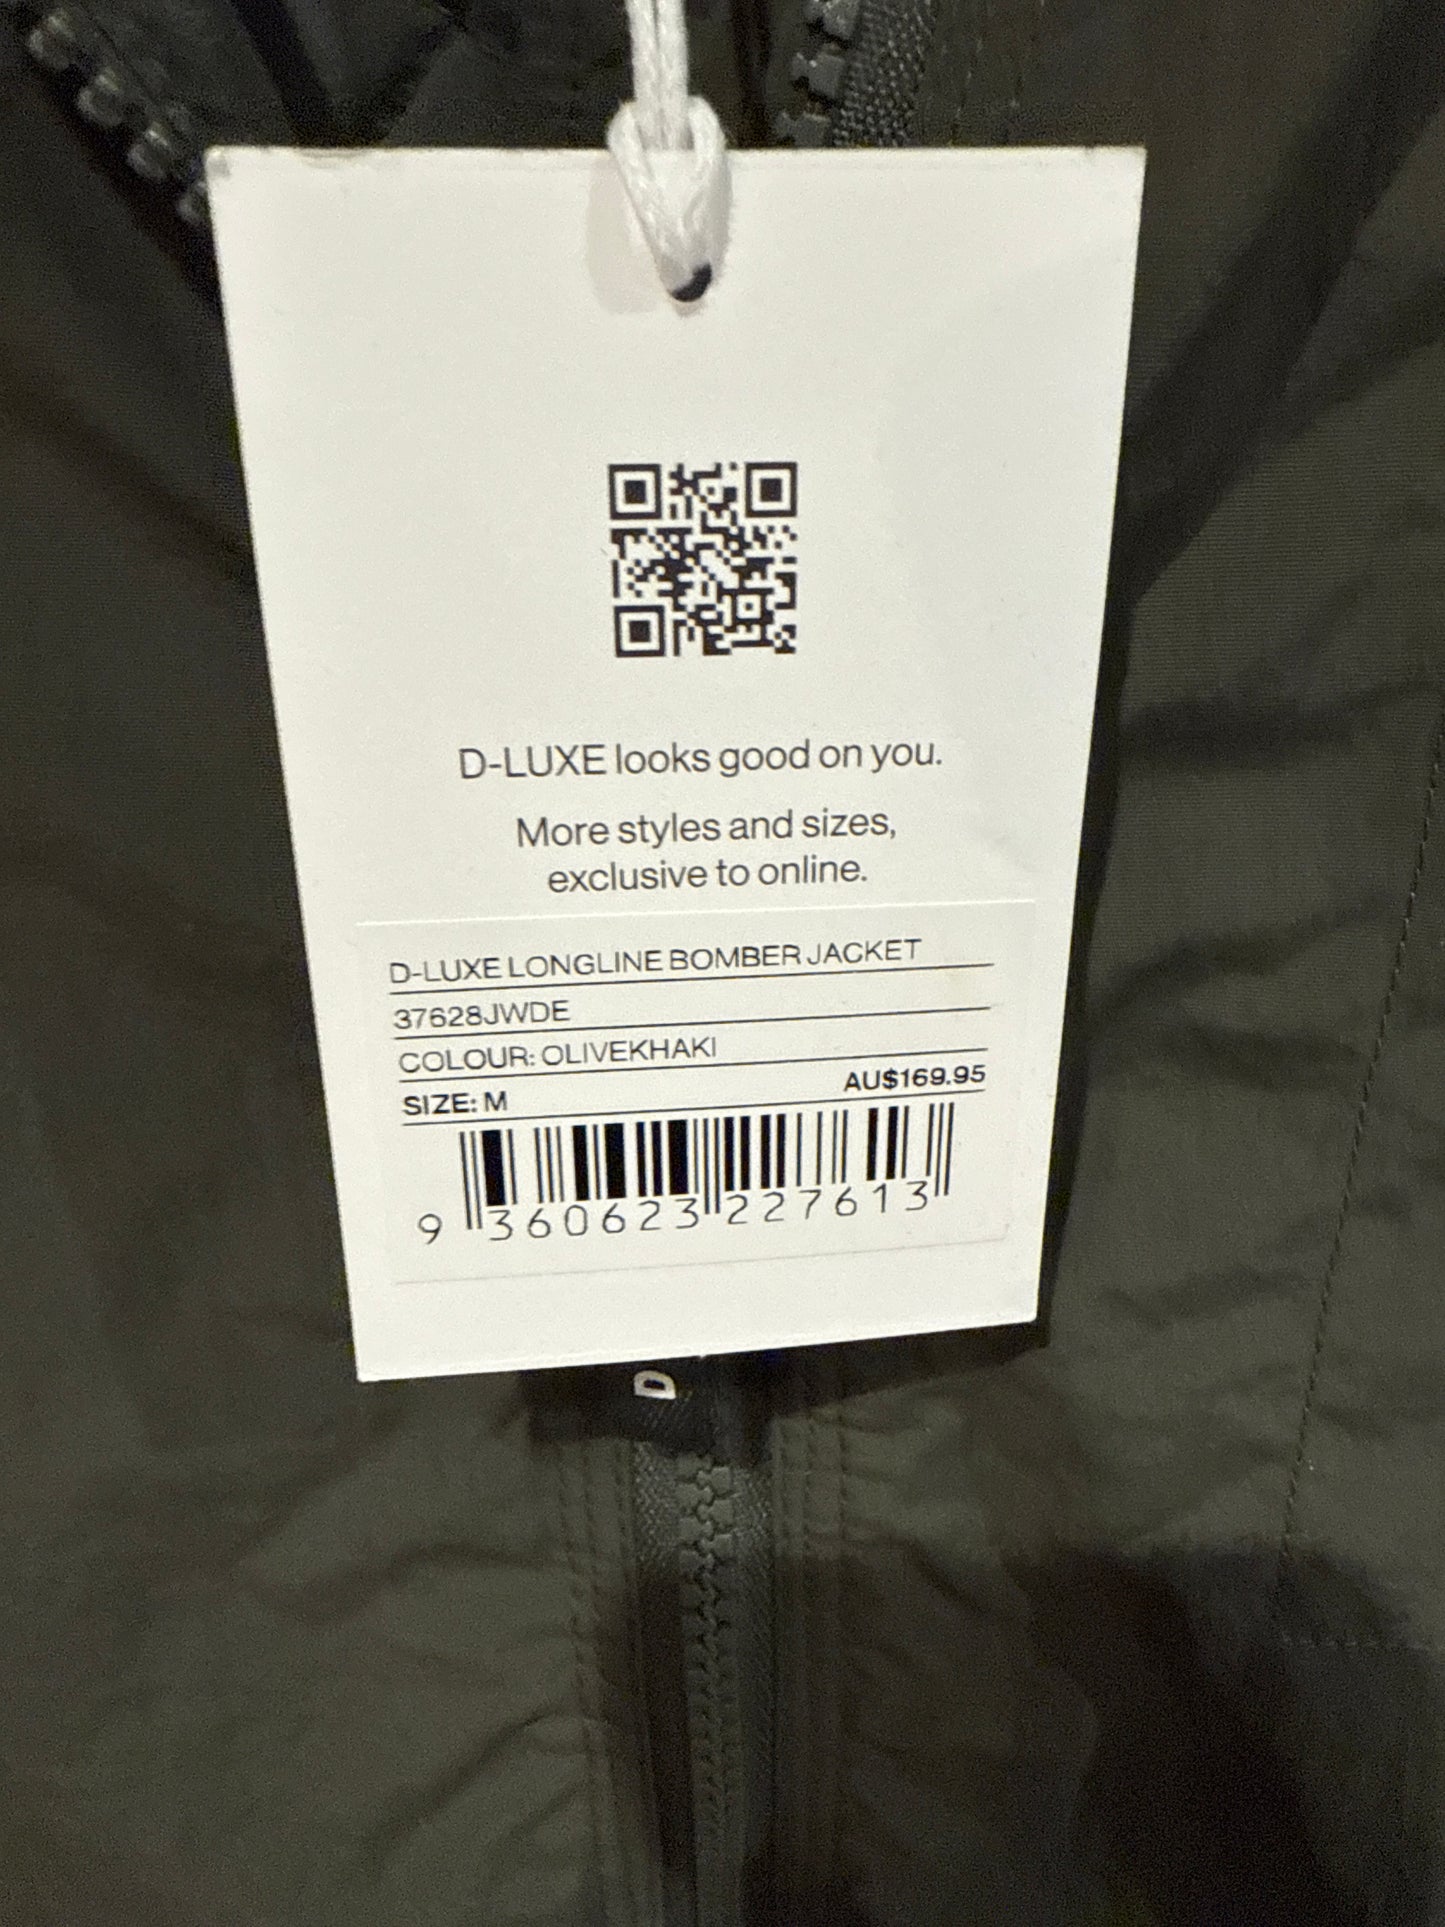 D-LUXE looks good on you.
More styles and sizes,
exclusive to online.
D-LUXE LONGLINE BOMBER JACKET
37628JWDE
COLOUR: OLIVEKHAKI
SIZE: M AU$169.95
9 360623 227613
D